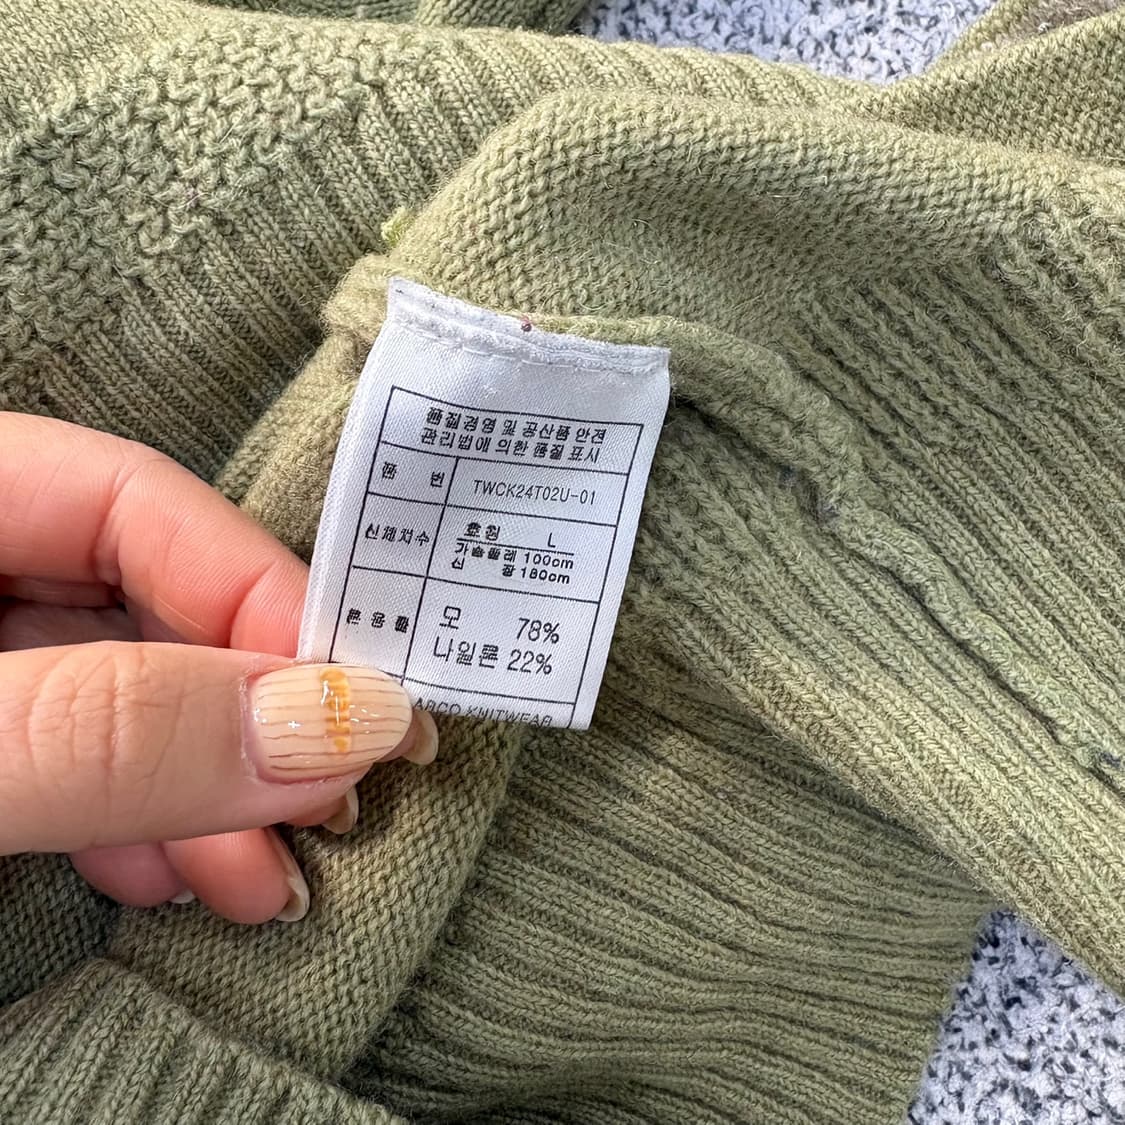 품질경영 및 공산품 안전
관리법에 의한 품질 표시
품 번 TWCK24T02U-01
신체치수 호칭 L
가슴둘레 100cm
신 장 180cm
혼용률
모 78%
나일론 22%
ABCO KNITWEAR